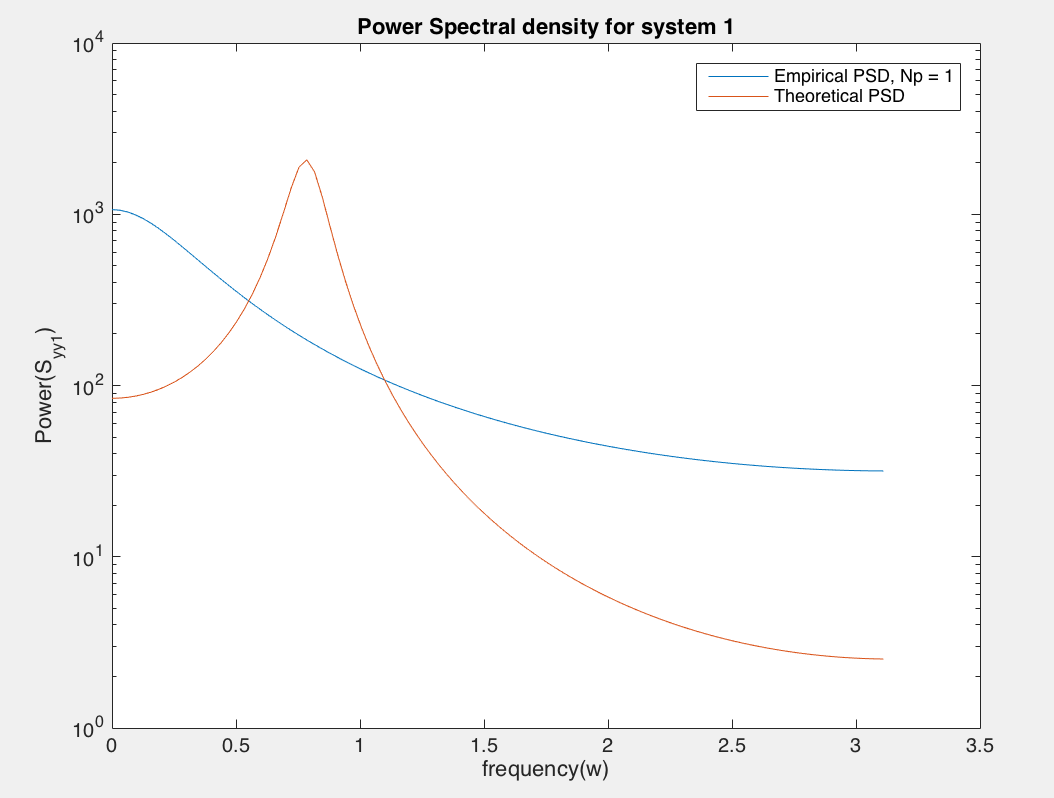 Power Spectral density for system 1
Empirical PSD, Np = 1
Theoretical PSD
Power(S_yy1)
10^4
10^3
10^2
10^1
10^0
0 0.5 1 1.5 2 2.5 3 3.5
frequency(w)